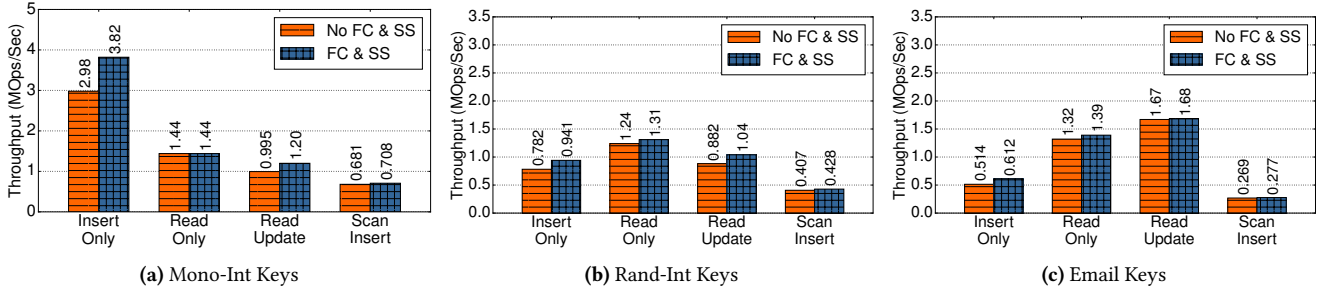 Throughput (MOps/Sec)
5
4
3
2
1
0
No FC & SS
FC & SS
2.98
3.82
1.44
1.44
0.995
1.20
0.681
0.708
Insert Only
Read Only
Read Update
Scan Insert
(a) Mono-Int Keys
Throughput (MOps/Sec)
3.5
3.0
2.5
2.0
1.5
1.0
0.5
0.0
No FC & SS
FC & SS
0.782
0.941
1.24
1.31
0.882
1.04
0.407
0.428
Insert Only
Read Only
Read Update
Scan Insert
(b) Rand-Int Keys
Throughput (MOps/Sec)
3.5
3.0
2.5
2.0
1.5
1.0
0.5
0.0
No FC & SS
FC & SS
0.514
0.612
1.32
1.39
1.67
1.68
0.269
0.277
Insert Only
Read Only
Read Update
Scan Insert
(c) Email Keys